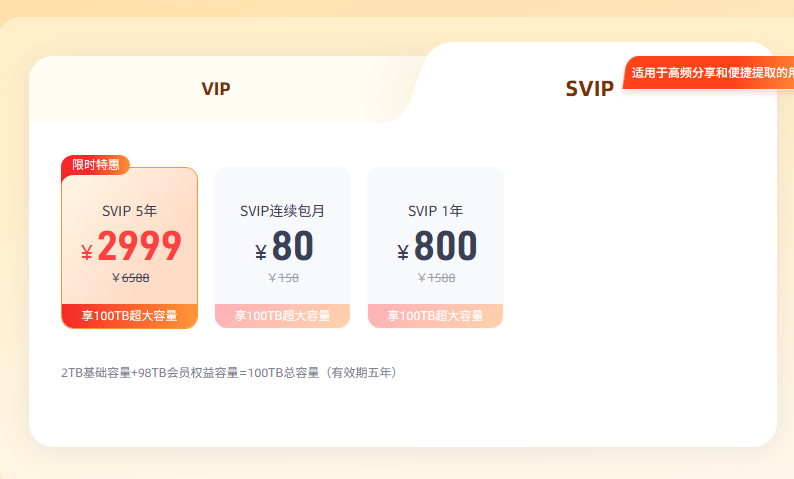 VIP
SVIP
适用于高频分享和便捷提取的用
限时特惠
SVIP 5年
¥2999
¥6588
享100TB超大容量
SVIP连续包月
¥80
¥158
享100TB超大容量
SVIP 1年
¥800
¥1588
享100TB超大容量
2TB基础容量+98TB会员权益容量=100TB总容量（有效期五年）